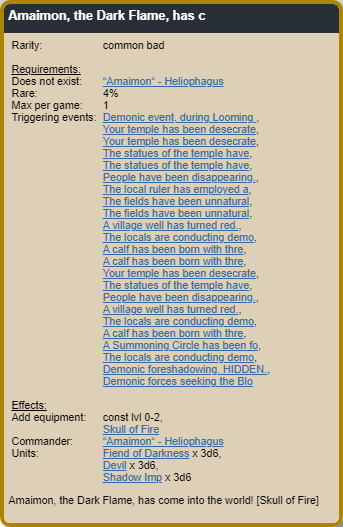 Amaimon, the Dark Flame, has c
Rarity: common bad
Requirements:
Does not exist: "Amaimon" - Heliophagus
Rare: 4%
Max per game: 1
Triggering events: Demonic event, during Looming ,
Your temple has been desecrate,
Your temple has been desecrate,
The statues of the temple have,
The statues of the temple have,
People have been disappearing.,
The local ruler has employed a,
The fields have been unnatural,
The fields have been unnatural,
A village well has turned red.,
The locals are conducting demo,
A calf has been born with thre,
A calf has been born with thre,
Your temple has been desecrate,
The statues of the temple have,
People have been disappearing.,
A village well has turned red.,
The locals are conducting demo,
A calf has been born with thre,
A Summoning Circle has been fo,
The locals are conducting demo,
Demonic foreshadowing. HIDDEN.,
Demonic forces seeking the Blo
Effects:
Add equipment: const lvl 0-2,
Skull of Fire
Commander: "Amaimon" - Heliophagus
Units: Fiend of Darkness x 3d6,
Devil x 3d6,
Shadow Imp x 3d6
Amaimon, the Dark Flame, has come into the world! [Skull of Fire]